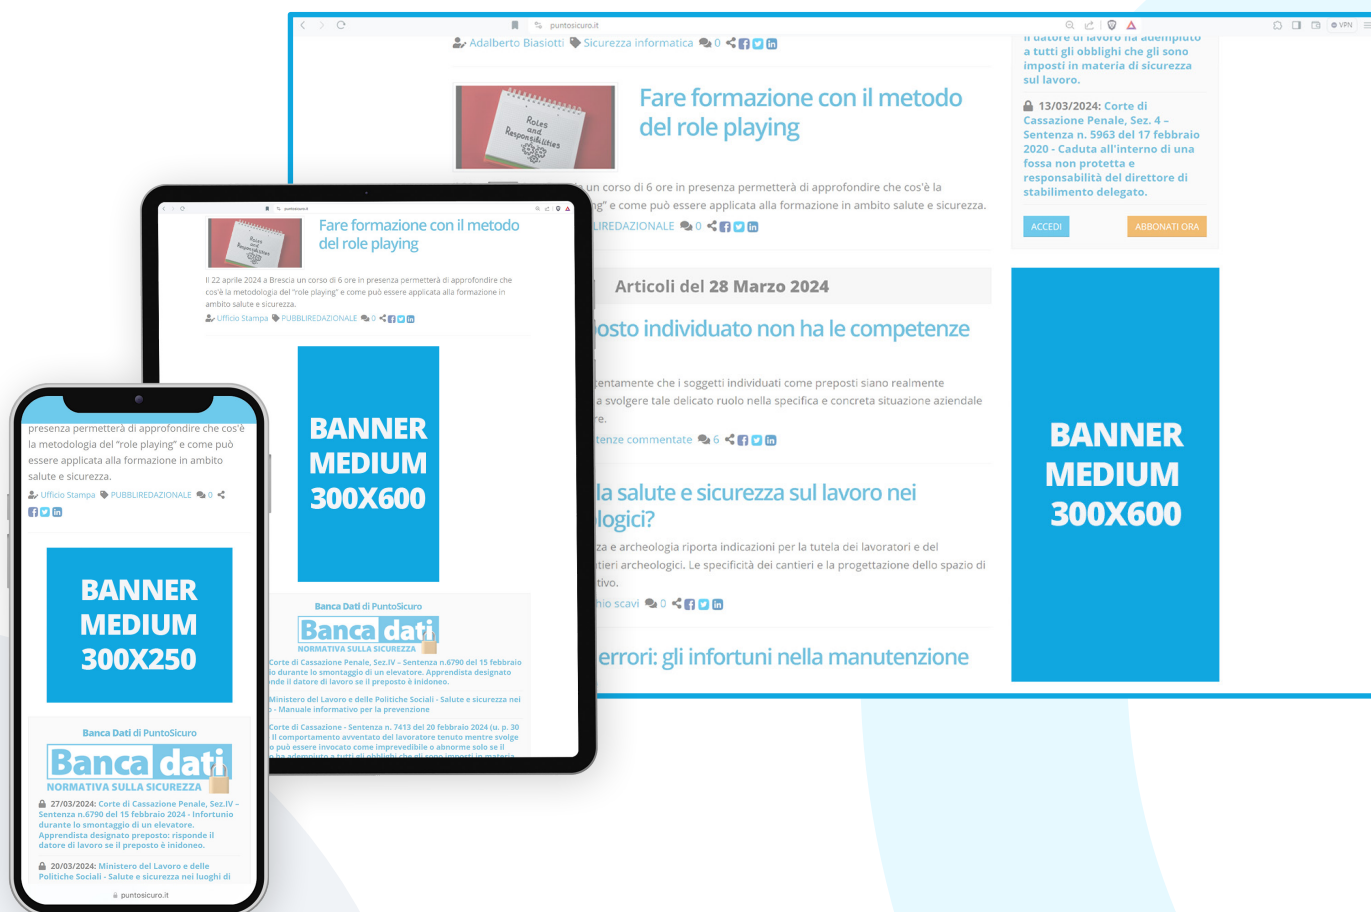 puntosicuro.it
VPN
Adalberto Biasiotti Sicurezza informatica 0
Roles
and
Responsibilities
Fare formazione con il metodo
del role playing
un corso di 6 ore in presenza permetterà di approfondire che cos'è la
e come può essere applicata alla formazione in ambito salute e sicurezza.
0
Articoli del 28 Marzo 2024
individuato non ha le competenze
che i soggetti individuati come preposti siano realmente
a svolgere tale delicato ruolo nella specifica e concreta situazione aziendale
commentate 6
la salute e sicurezza sul lavoro nei
e archeologia riporta indicazioni per la tutela dei lavoratori e del
archeologici. Le specificità dei cantieri e la progettazione dello spazio di
scavi 0
errori: gli infortuni nella manutenzione
il datore di lavoro ha adempiuto
a tutti gli obblighi che gli sono
imposti in materia di sicurezza
sul lavoro.
13/03/2024: Corte di
Cassazione Penale, Sez. 4 –
Sentenza n. 5963 del 17 febbraio
2020 - Caduta all'interno di una
fossa non protetta e
responsabilità del direttore di
stabilimento delegato.
ACCEDI
ABBONATI ORA
BANNER
MEDIUM
300X600
puntosicuro.it
Roles
and
Responsibilities
Fare formazione con il metodo
del role playing
Il 22 aprile 2024 a Brescia un corso di 6 ore in presenza permetterà di approfondire che
cos'è la metodologia del "role playing" e come può essere applicata alla formazione in
ambito salute e sicurezza.
Ufficio Stampa PUBBLIREDAZIONALE 0
BANNER
MEDIUM
300X600
Banca Dati di PuntoSicuro
Banca dati
NORMATIVA SULLA SICUREZZA
Corte di Cassazione Penale, Sez.IV – Sentenza n.6790 del 15 febbraio
durante lo smontaggio di un elevatore. Apprendista designato
il datore di lavoro se il preposto è inidoneo.
Ministero del Lavoro e delle Politiche Sociali - Salute e sicurezza nei
- Manuale informativo per la prevenzione
Corte di Cassazione - Sentenza n. 7413 del 20 febbraio 2024 (u. p. 30
Il comportamento avventato del lavoratore tenuto mentre svolge
può essere invocato come imprevedibile o abnorme solo se il
ha adempiuto a tutti gli obblighi che gli sono imposti in materia
presenza permetterà di approfondire che cos'è
la metodologia del "role playing" e come può
essere applicata alla formazione in ambito
salute e sicurezza.
Ufficio Stampa PUBBLIREDAZIONALE 0
BANNER
MEDIUM
300X250
Banca Dati di PuntoSicuro
Banca dati
NORMATIVA SULLA SICUREZZA
27/03/2024: Corte di Cassazione Penale, Sez.IV –
Sentenza n.6790 del 15 febbraio 2024 - Infortunio
durante lo smontaggio di un elevatore.
Apprendista designato preposto: risponde il
datore di lavoro se il preposto è inidoneo.
20/03/2024: Ministero del Lavoro e delle
Politiche Sociali - Salute e sicurezza nei luoghi di
puntosicuro.it